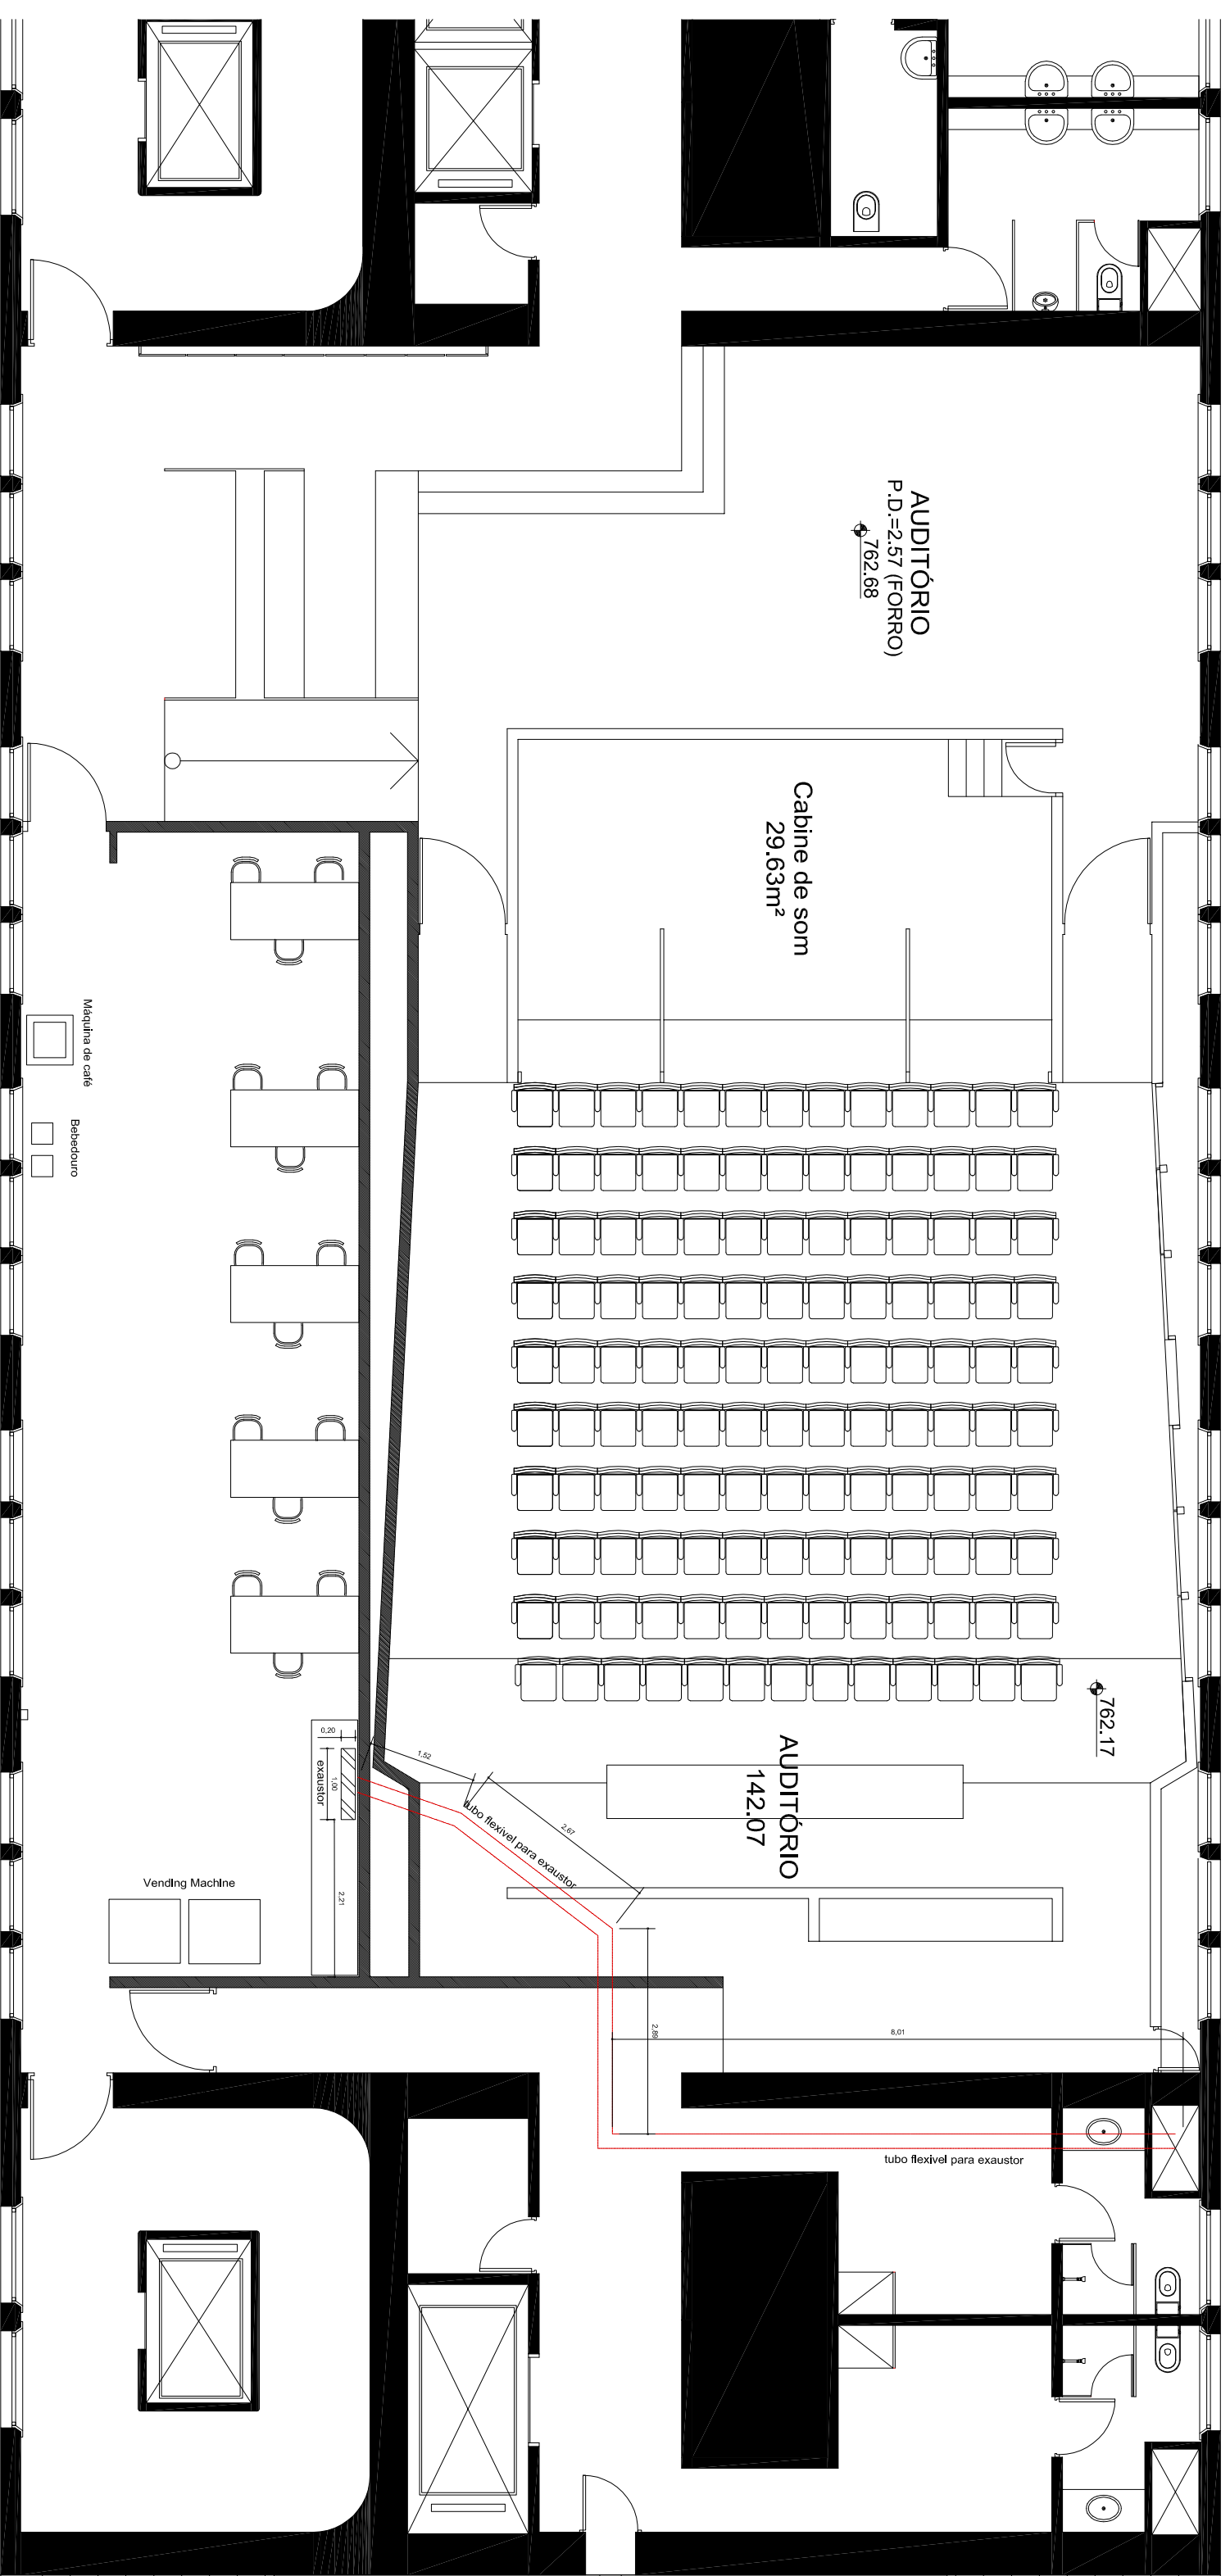 AUDITÓRIO
P.D.=2.57 (FORRO)
762.68
Cabine de som
29.63m²
Máquina de café
Bebedouro
762.17
AUDITÓRIO
142.07
0,20
1,00
exaustor
1,52
2,67
tubo flexivel para exaustor
2,21
Vending Machine
2,89
8,01
tubo flexivel para exaustor